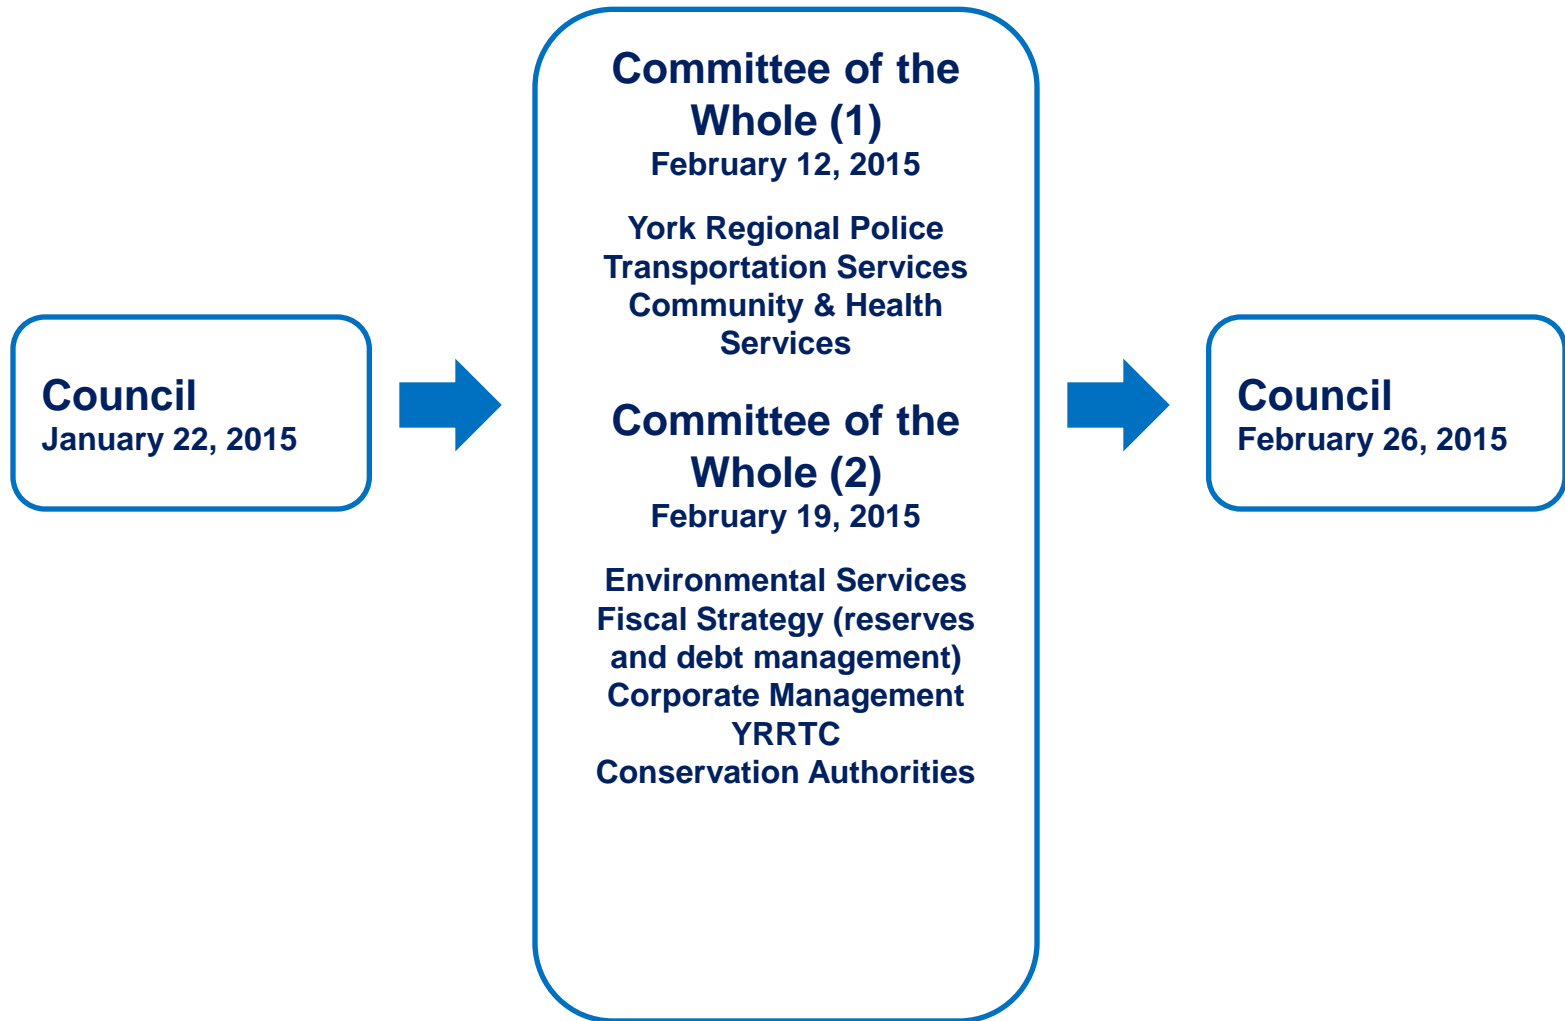 Council
January 22, 2015
Committee of the
Whole (1)
February 12, 2015
York Regional Police
Transportation Services
Community & Health
Services
Committee of the
Whole (2)
February 19, 2015
Environmental Services
Fiscal Strategy (reserves
and debt management)
Corporate Management
YRRTC
Conservation Authorities
Council
February 26, 2015